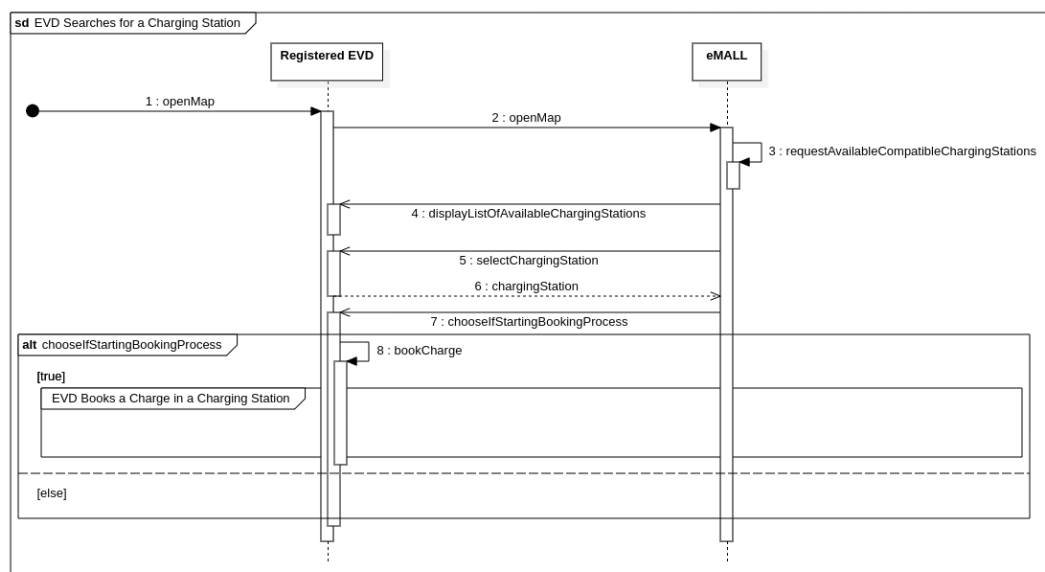 sd EVD Searches for a Charging Station
Registered EVD
eMALL
1 : openMap
2 : openMap
3 : requestAvailableCompatibleChargingStations
4 : displayListOfAvailableChargingStations
5 : selectChargingStation
6 : chargingStation
7 : chooseIfStartingBookingProcess
alt chooseIfStartingBookingProcess
8 : bookCharge
[true]
EVD Books a Charge in a Charging Station
[else]